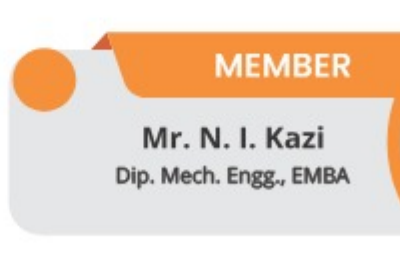 MEMBER
Mr. N. I. Kazi
Dip. Mech. Engg., EMBA